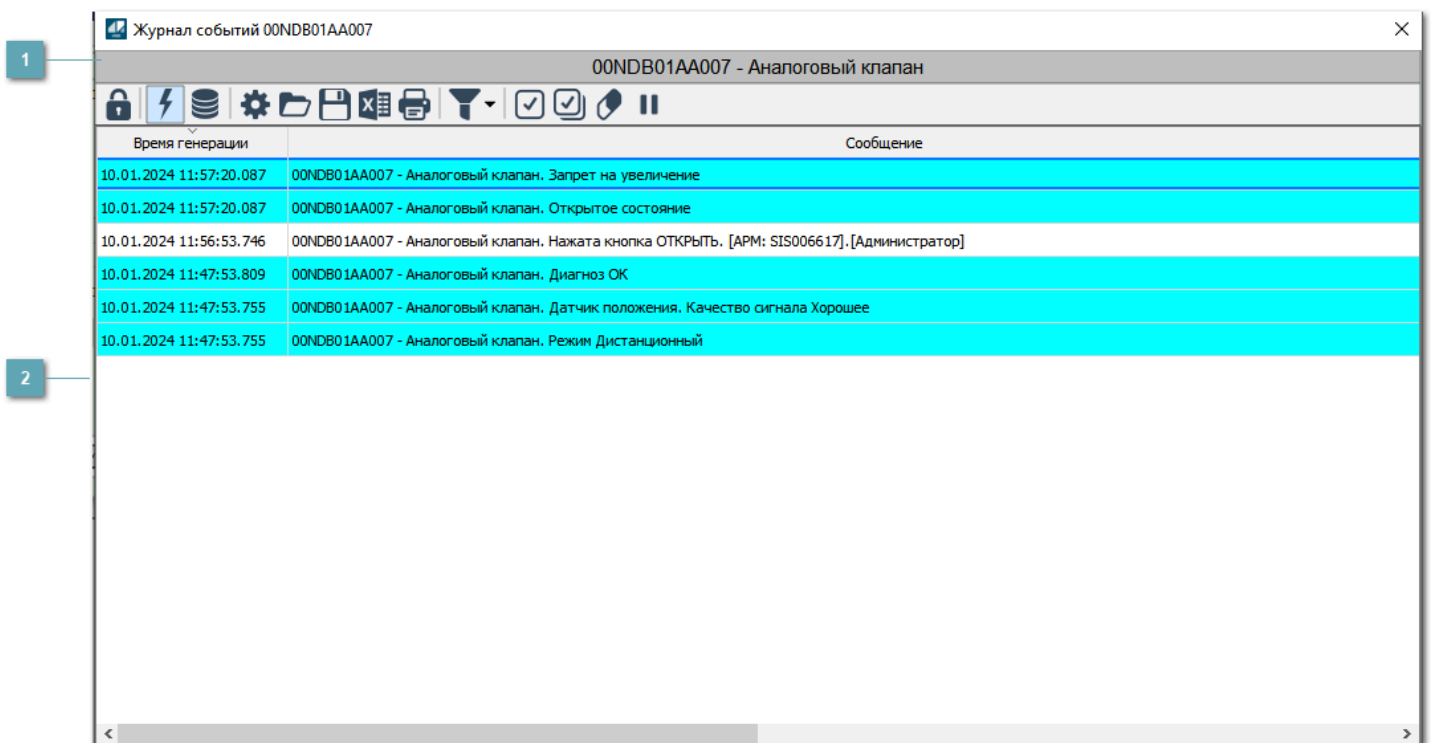 Журнал событий 00NDB01AA007
1
00NDB01AA007 - Аналоговый клапан
Время генерации Сообщение
10.01.2024 11:57:20.087 00NDB01AA007 - Аналоговый клапан. Запрет на увеличение
10.01.2024 11:57:20.087 00NDB01AA007 - Аналоговый клапан. Открытое состояние
10.01.2024 11:56:53.746 00NDB01AA007 - Аналоговый клапан. Нажата кнопка ОТКРЫТЬ. [АРМ: SIS006617].[Администратор]
10.01.2024 11:47:53.809 00NDB01AA007 - Аналоговый клапан. Диагноз ОК
10.01.2024 11:47:53.755 00NDB01AA007 - Аналоговый клапан. Датчик положения. Качество сигнала Хорошее
10.01.2024 11:47:53.755 00NDB01AA007 - Аналоговый клапан. Режим Дистанционный
2